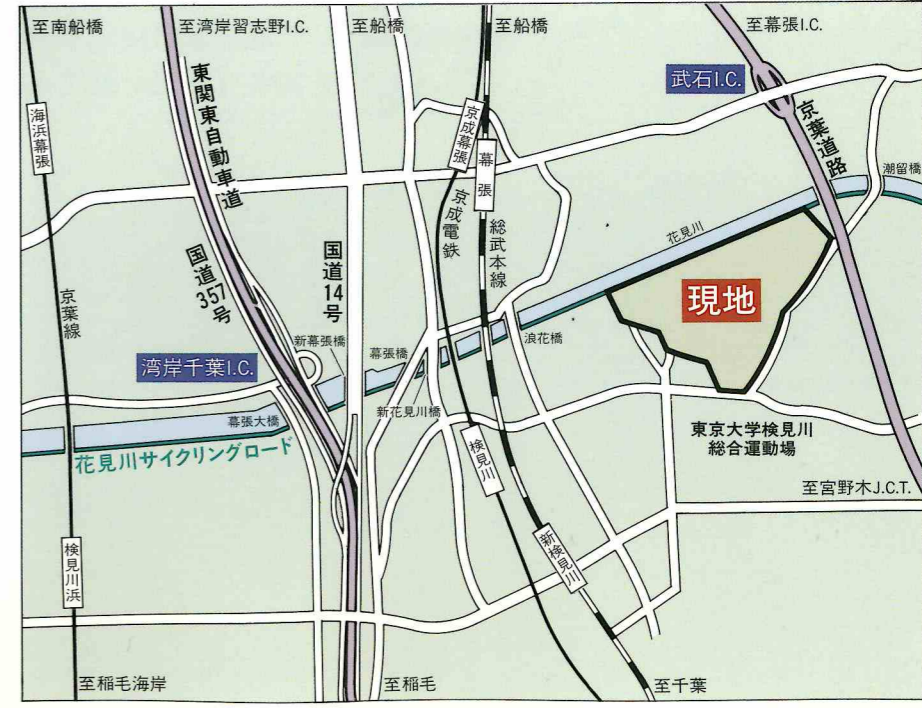 至南船橋
至湾岸習志野I.C.
至船橋
至船橋
至幕張I.C.
武石I.C.
東関東自動車道
海浜幕張
京成幕張
幕張
京葉道路
潮留橋
京成電鉄
総武本線
花見川
国道357号
国道14号
現地
京葉線
新幕張橋
幕張橋
浪花橋
湾岸千葉I.C.
新花見川橋
幕張大橋
花見川サイクリングロード
検見川
東京大学検見川
総合運動場
至宮野木J.C.T.
検見川浜
新検見川
至稲毛海岸
至稲毛
至千葉